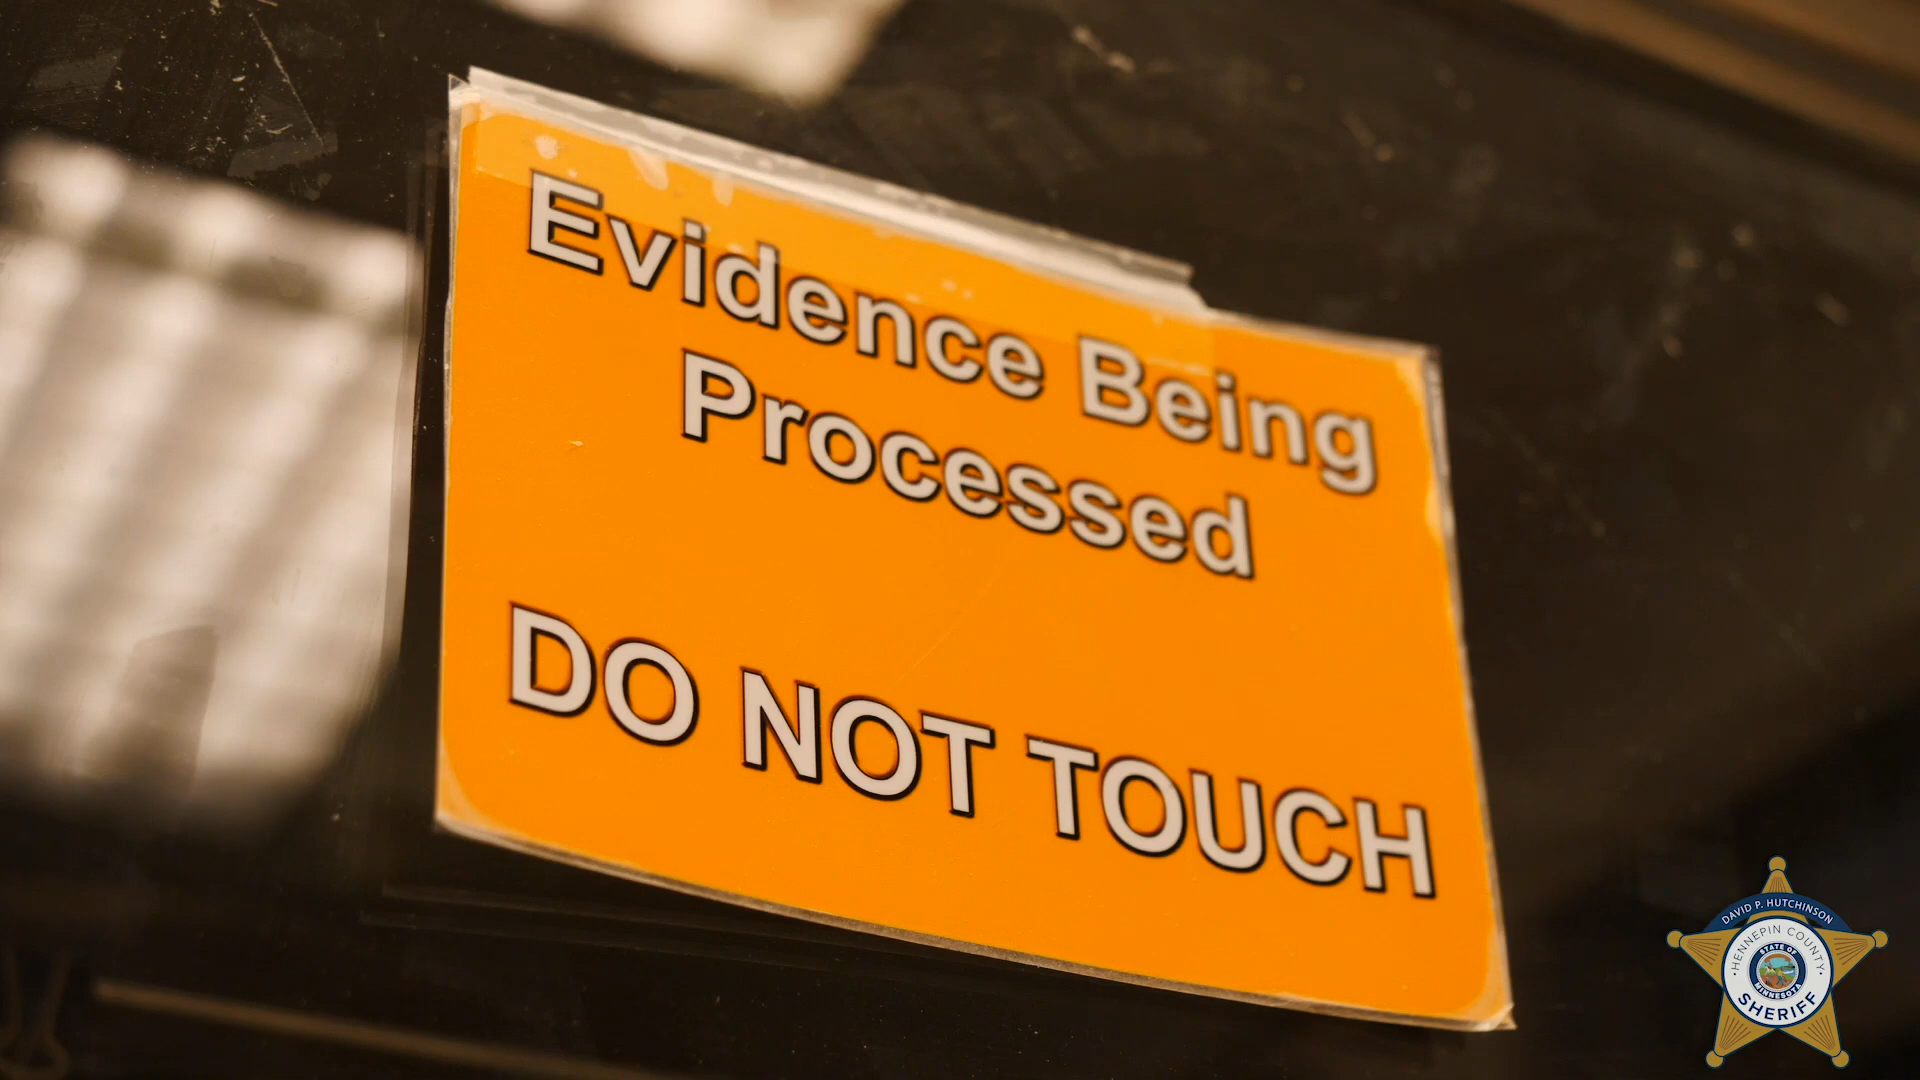 Evidence Being
Processed
DO NOT TOUCH
DAVID P. HUTCHINSON
HENNEPIN COUNTY
STATE OF
MINNESOTA
SHERIFF